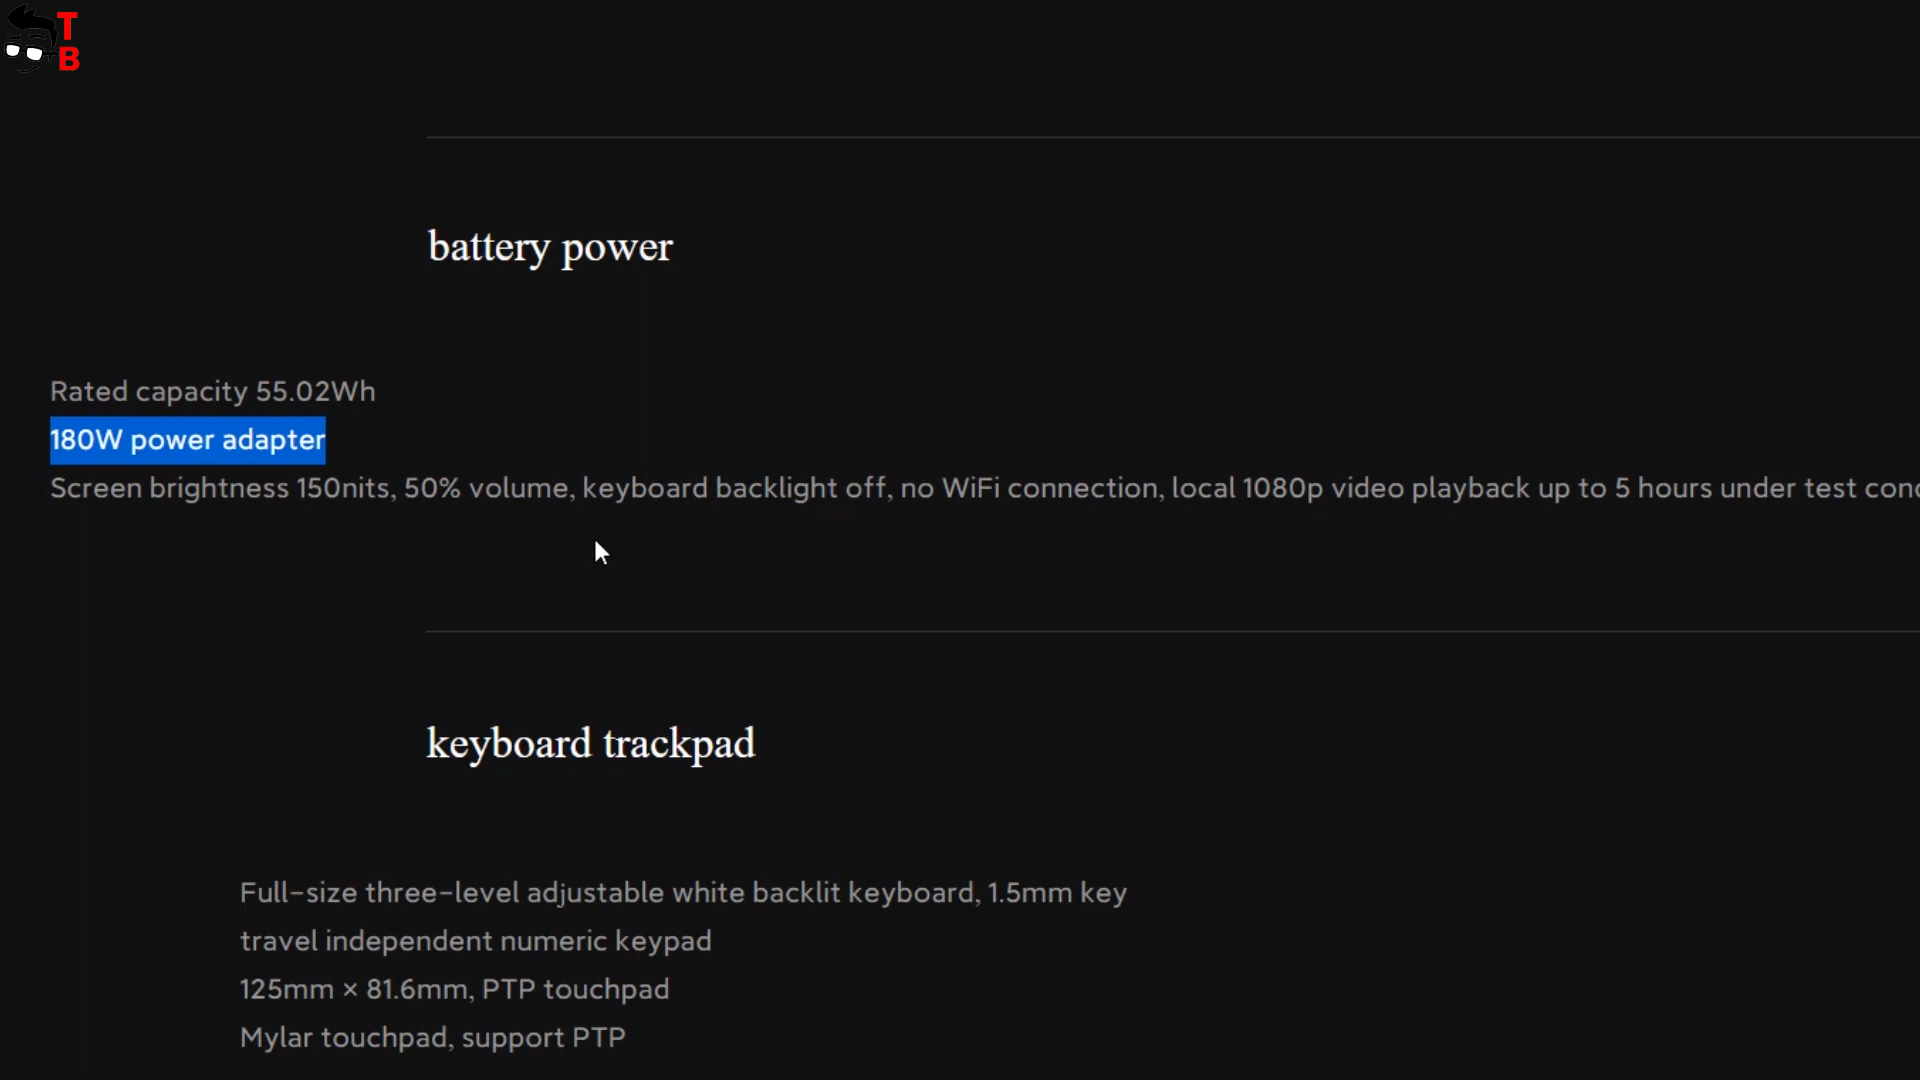 T
B
battery power
Rated capacity 55.02Wh
180W power adapter
Screen brightness 150nits, 50% volume, keyboard backlight off, no WiFi connection, local 1080p video playback up to 5 hours under test
keyboard trackpad
Full-size three-level adjustable white backlit keyboard, 1.5mm key
travel independent numeric keypad
125mm × 81.6mm, PTP touchpad
Mylar touchpad, support PTP